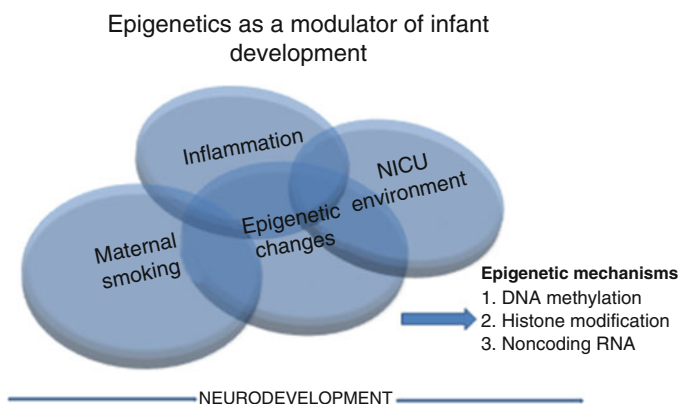 Epigenetics as a modulator of infant
development
Inflammation
NICU
environment
Maternal
smoking
Epigenetic
changes
Epigenetic mechanisms
1. DNA methylation
2. Histone modification
3. Noncoding RNA
NEURODEVELOPMENT